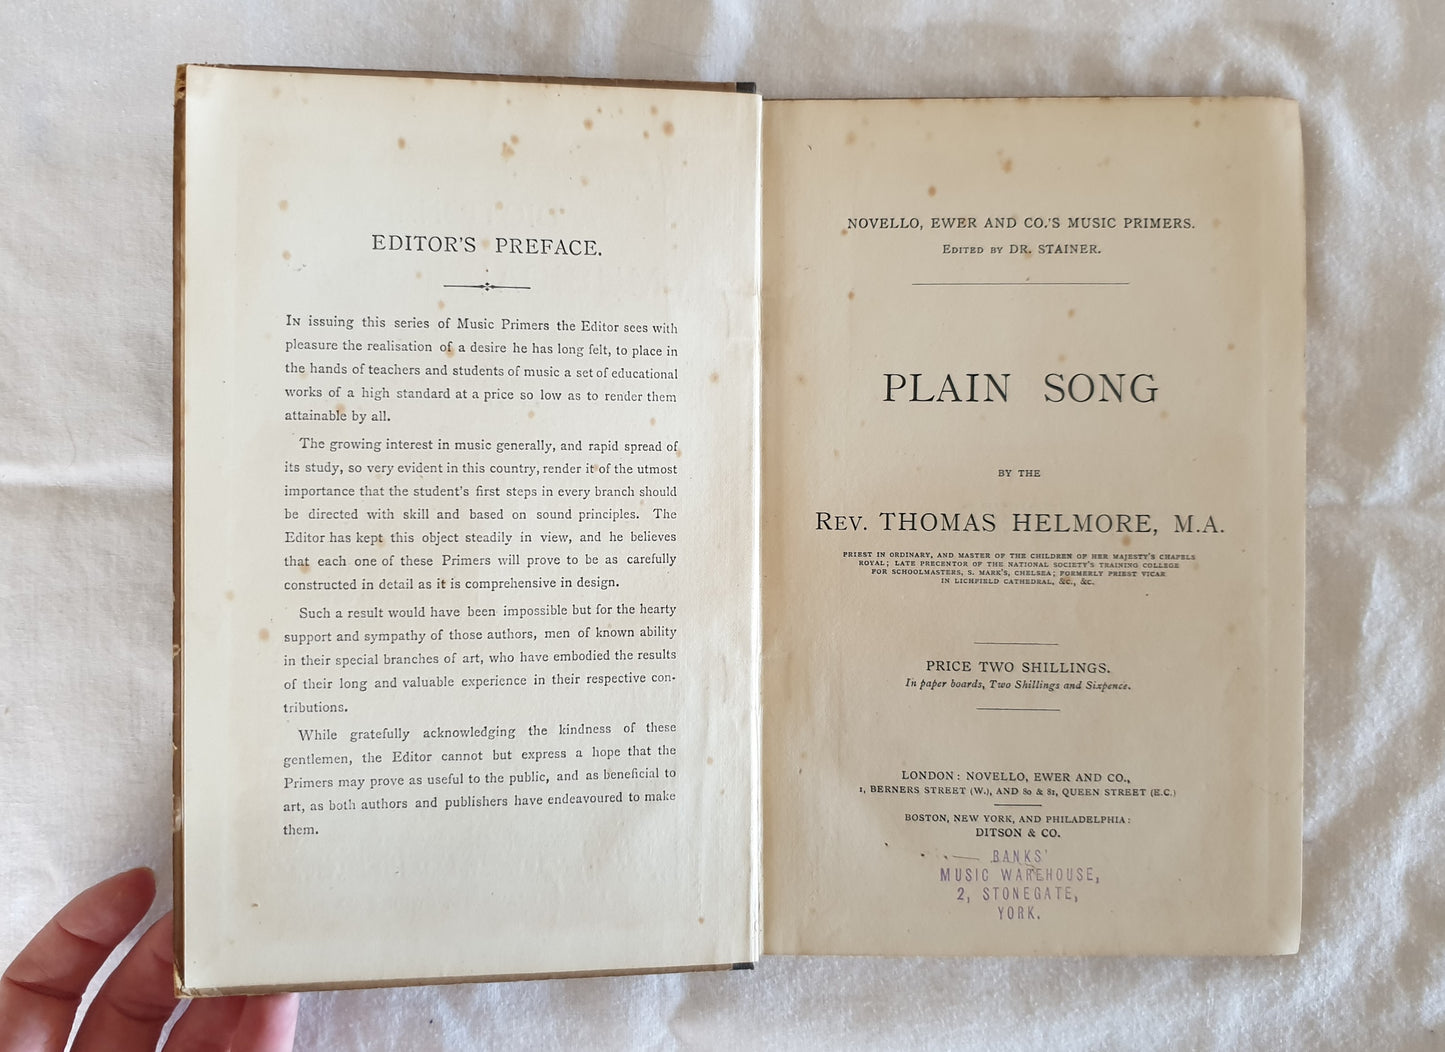 EDITOR'S PREFACE.
In issuing this series of Music Primers the Editor sees with
pleasure the realisation of a desire he has long felt, to place in
the hands of teachers and students of music a set of educational
works of a high standard at a price so low as to render them
attainable by all.
The growing interest in music generally, and rapid spread of
its study, so very evident in this country, render it of the utmost
importance that the student's first steps in every branch should
be directed with skill and based on sound principles. The
Editor has kept this object steadily in view, and he believes
that each one of these Primers will prove to be as carefully
constructed in detail as it is comprehensive in design.
Such a result would have been impossible but for the hearty
support and sympathy of those authors, men of known ability
in their special branches of art, who have embodied the results
of their long and valuable experience in their respective con-
tributions.
While gratefully acknowledging the kindness of these
gentlemen, the Editor cannot but express a hope that the
Primers may prove as useful to the public, and as beneficial to
art, as both authors and publishers have endeavoured to make
them.
NOVELLO, EWER AND CO.'S MUSIC PRIMERS.
Edited by DR. STAINER.
PLAIN SONG
BY THE
Rev. THOMAS HELMORE, M.A.
PRIEST IN ORDINARY, AND MASTER OF THE CHILDREN OF HER MAJESTY'S CHAPELS
ROYAL; LATE PRECENTOR OF THE NATIONAL SOCIETY'S TRAINING COLLEGE
FOR SCHOOLMASTERS, S. MARK'S, CHELSEA; FORMERLY PRIEST VICAR
IN LICHFIELD CATHEDRAL, &c., &c.
PRICE TWO SHILLINGS.
In paper boards, Two Shillings and Sixpence.
LONDON: NOVELLO, EWER AND CO.,
1, BERNERS STREET (W.), AND 80 & 81, QUEEN STREET (E.C.)
BOSTON, NEW YORK, AND PHILADELPHIA:
DITSON & CO.
BANKS'
MUSIC WAREHOUSE,
2, STONEGATE,
YORK.